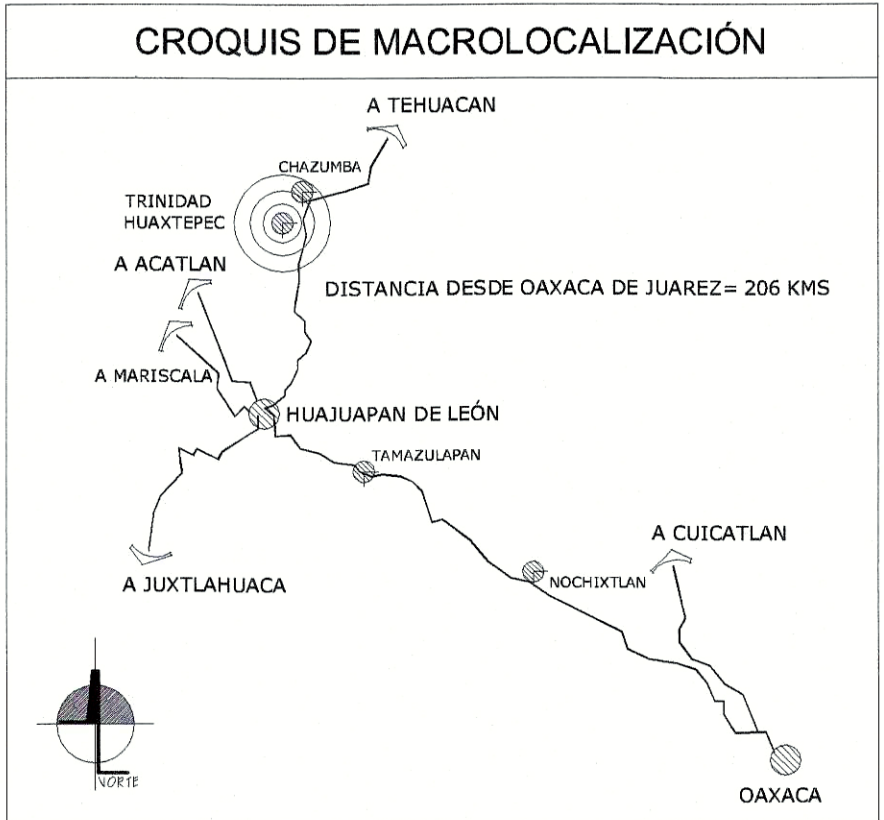 CROQUIS DE MACROLOCALIZACIÓN
A TEHUACAN
CHAZUMBA
TRINIDAD
HUAXTEPEC
A ACATLAN
DISTANCIA DESDE OAXACA DE JUAREZ= 206 KMS
A MARISCALA
HUAJUAPAN DE LEÓN
TAMAZULAPAN
A CUICATLAN
NOCHIXTLAN
A JUXTLAHUACA
NORTE
OAXACA